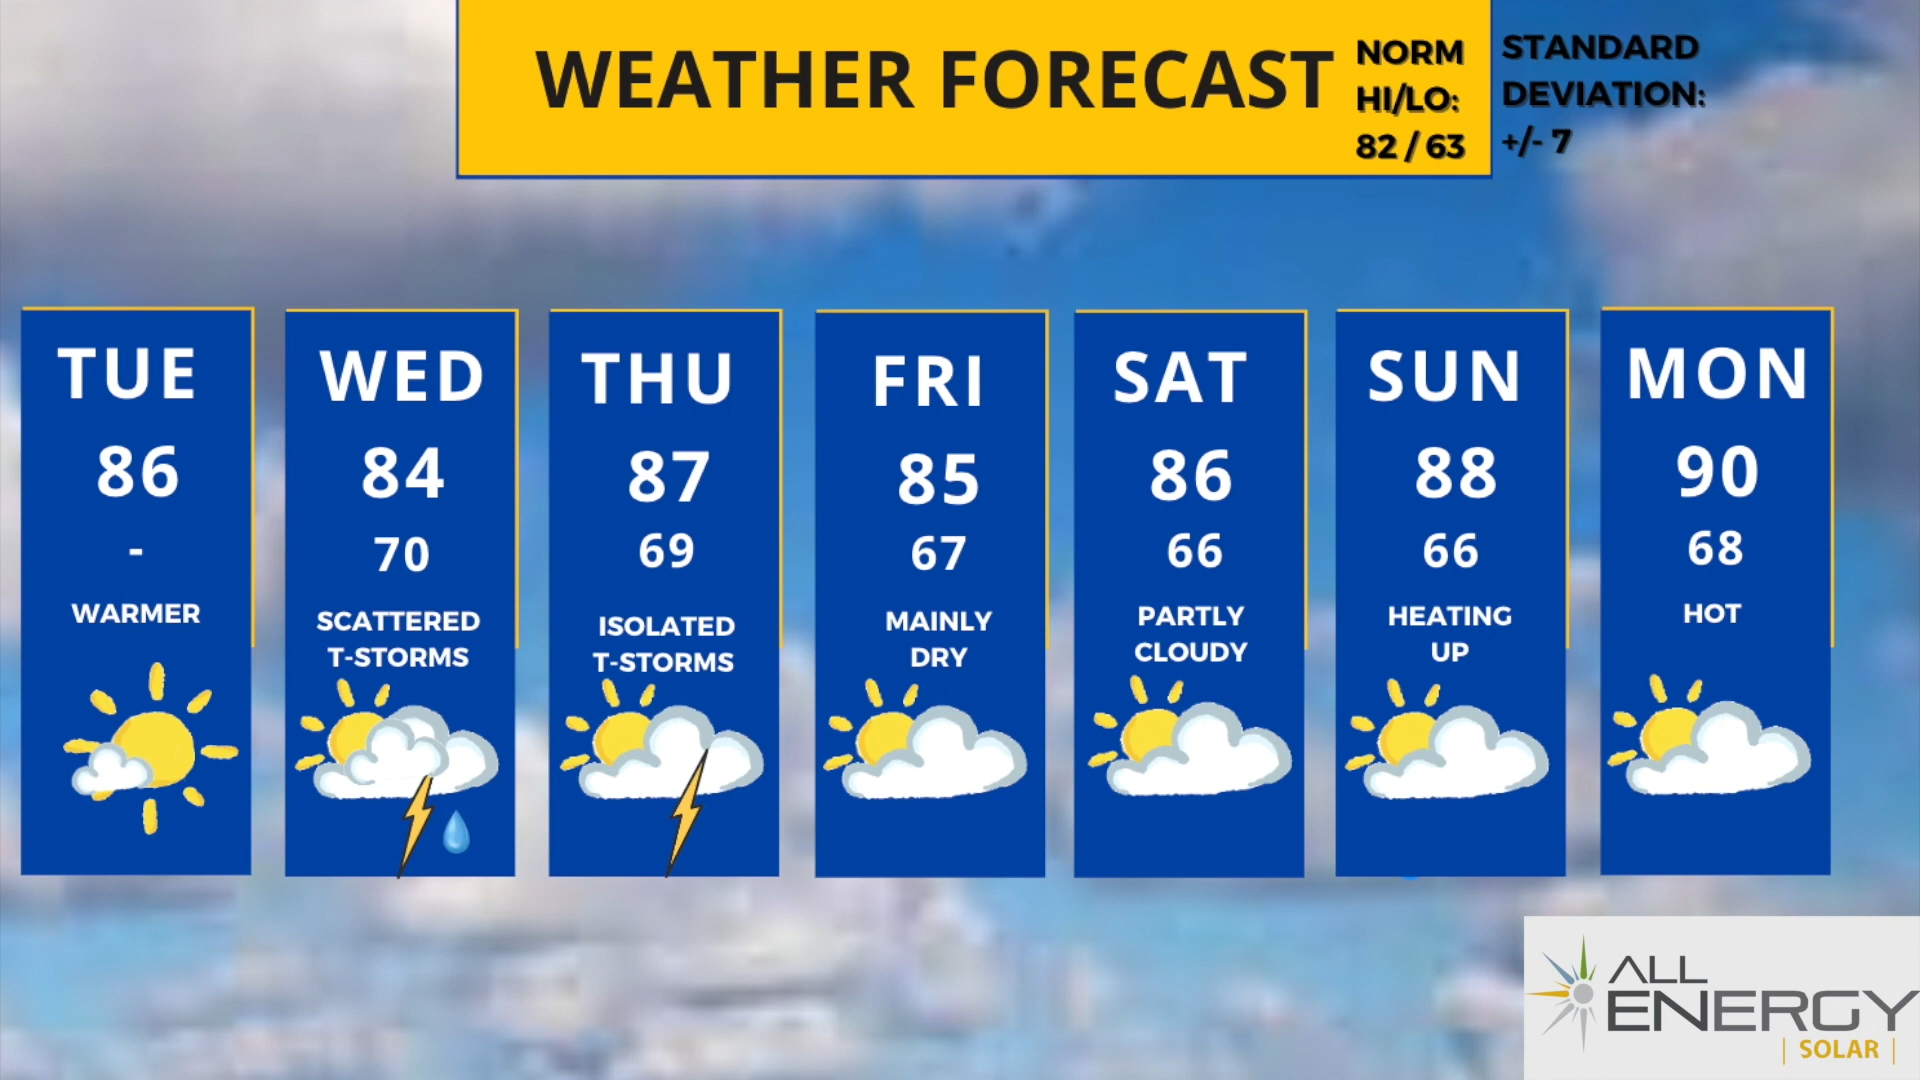 WEATHER FORECAST
NORM
HI/LO:
82 / 63
STANDARD
DEVIATION:
+/- 7
TUE
86
-
WARMER
WED
84
70
SCATTERED
T-STORMS
THU
87
69
ISOLATED
T-STORMS
FRI
85
67
MAINLY
DRY
SAT
86
66
PARTLY
CLOUDY
SUN
88
66
HEATING
UP
MON
90
68
HOT
ALL
ENERGY
| SOLAR |